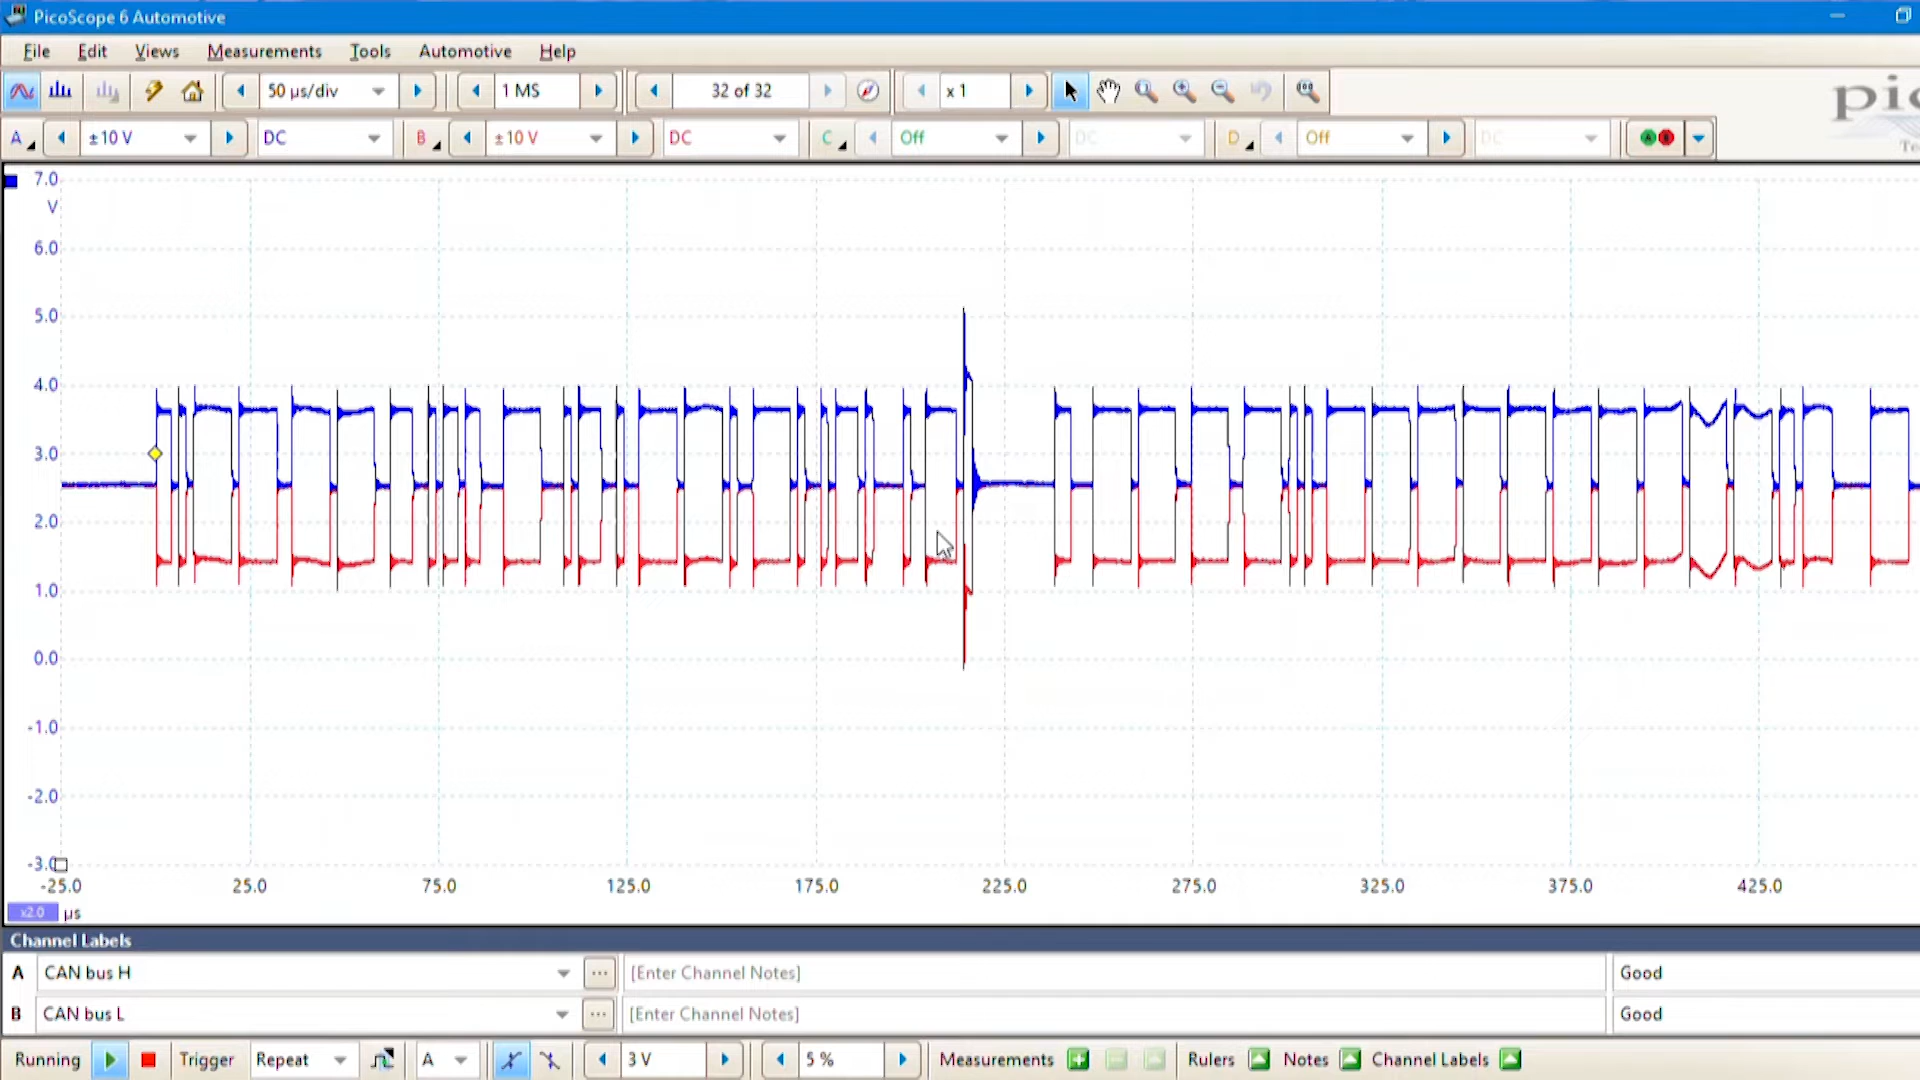 PicoScope 6 Automotive
File Edit Views Measurements Tools Automotive Help
50 µs/div 1 MS 32 of 32 x 1
A ±10 V DC B ±10 V DC C Off DC D Off DC
pic
Te
7.0
V
6.0
5.0
4.0
3.0
2.0
1.0
0.0
-1.0
-2.0
-3.0
-25.0 25.0 75.0 125.0 175.0 225.0 275.0 325.0 375.0 425.0
x2.0 µs
Channel Labels
A CAN bus H ... [Enter Channel Notes] Good
B CAN bus L ... [Enter Channel Notes] Good
Running Trigger Repeat A 3 V 5 % Measurements Rulers Notes Channel Labels